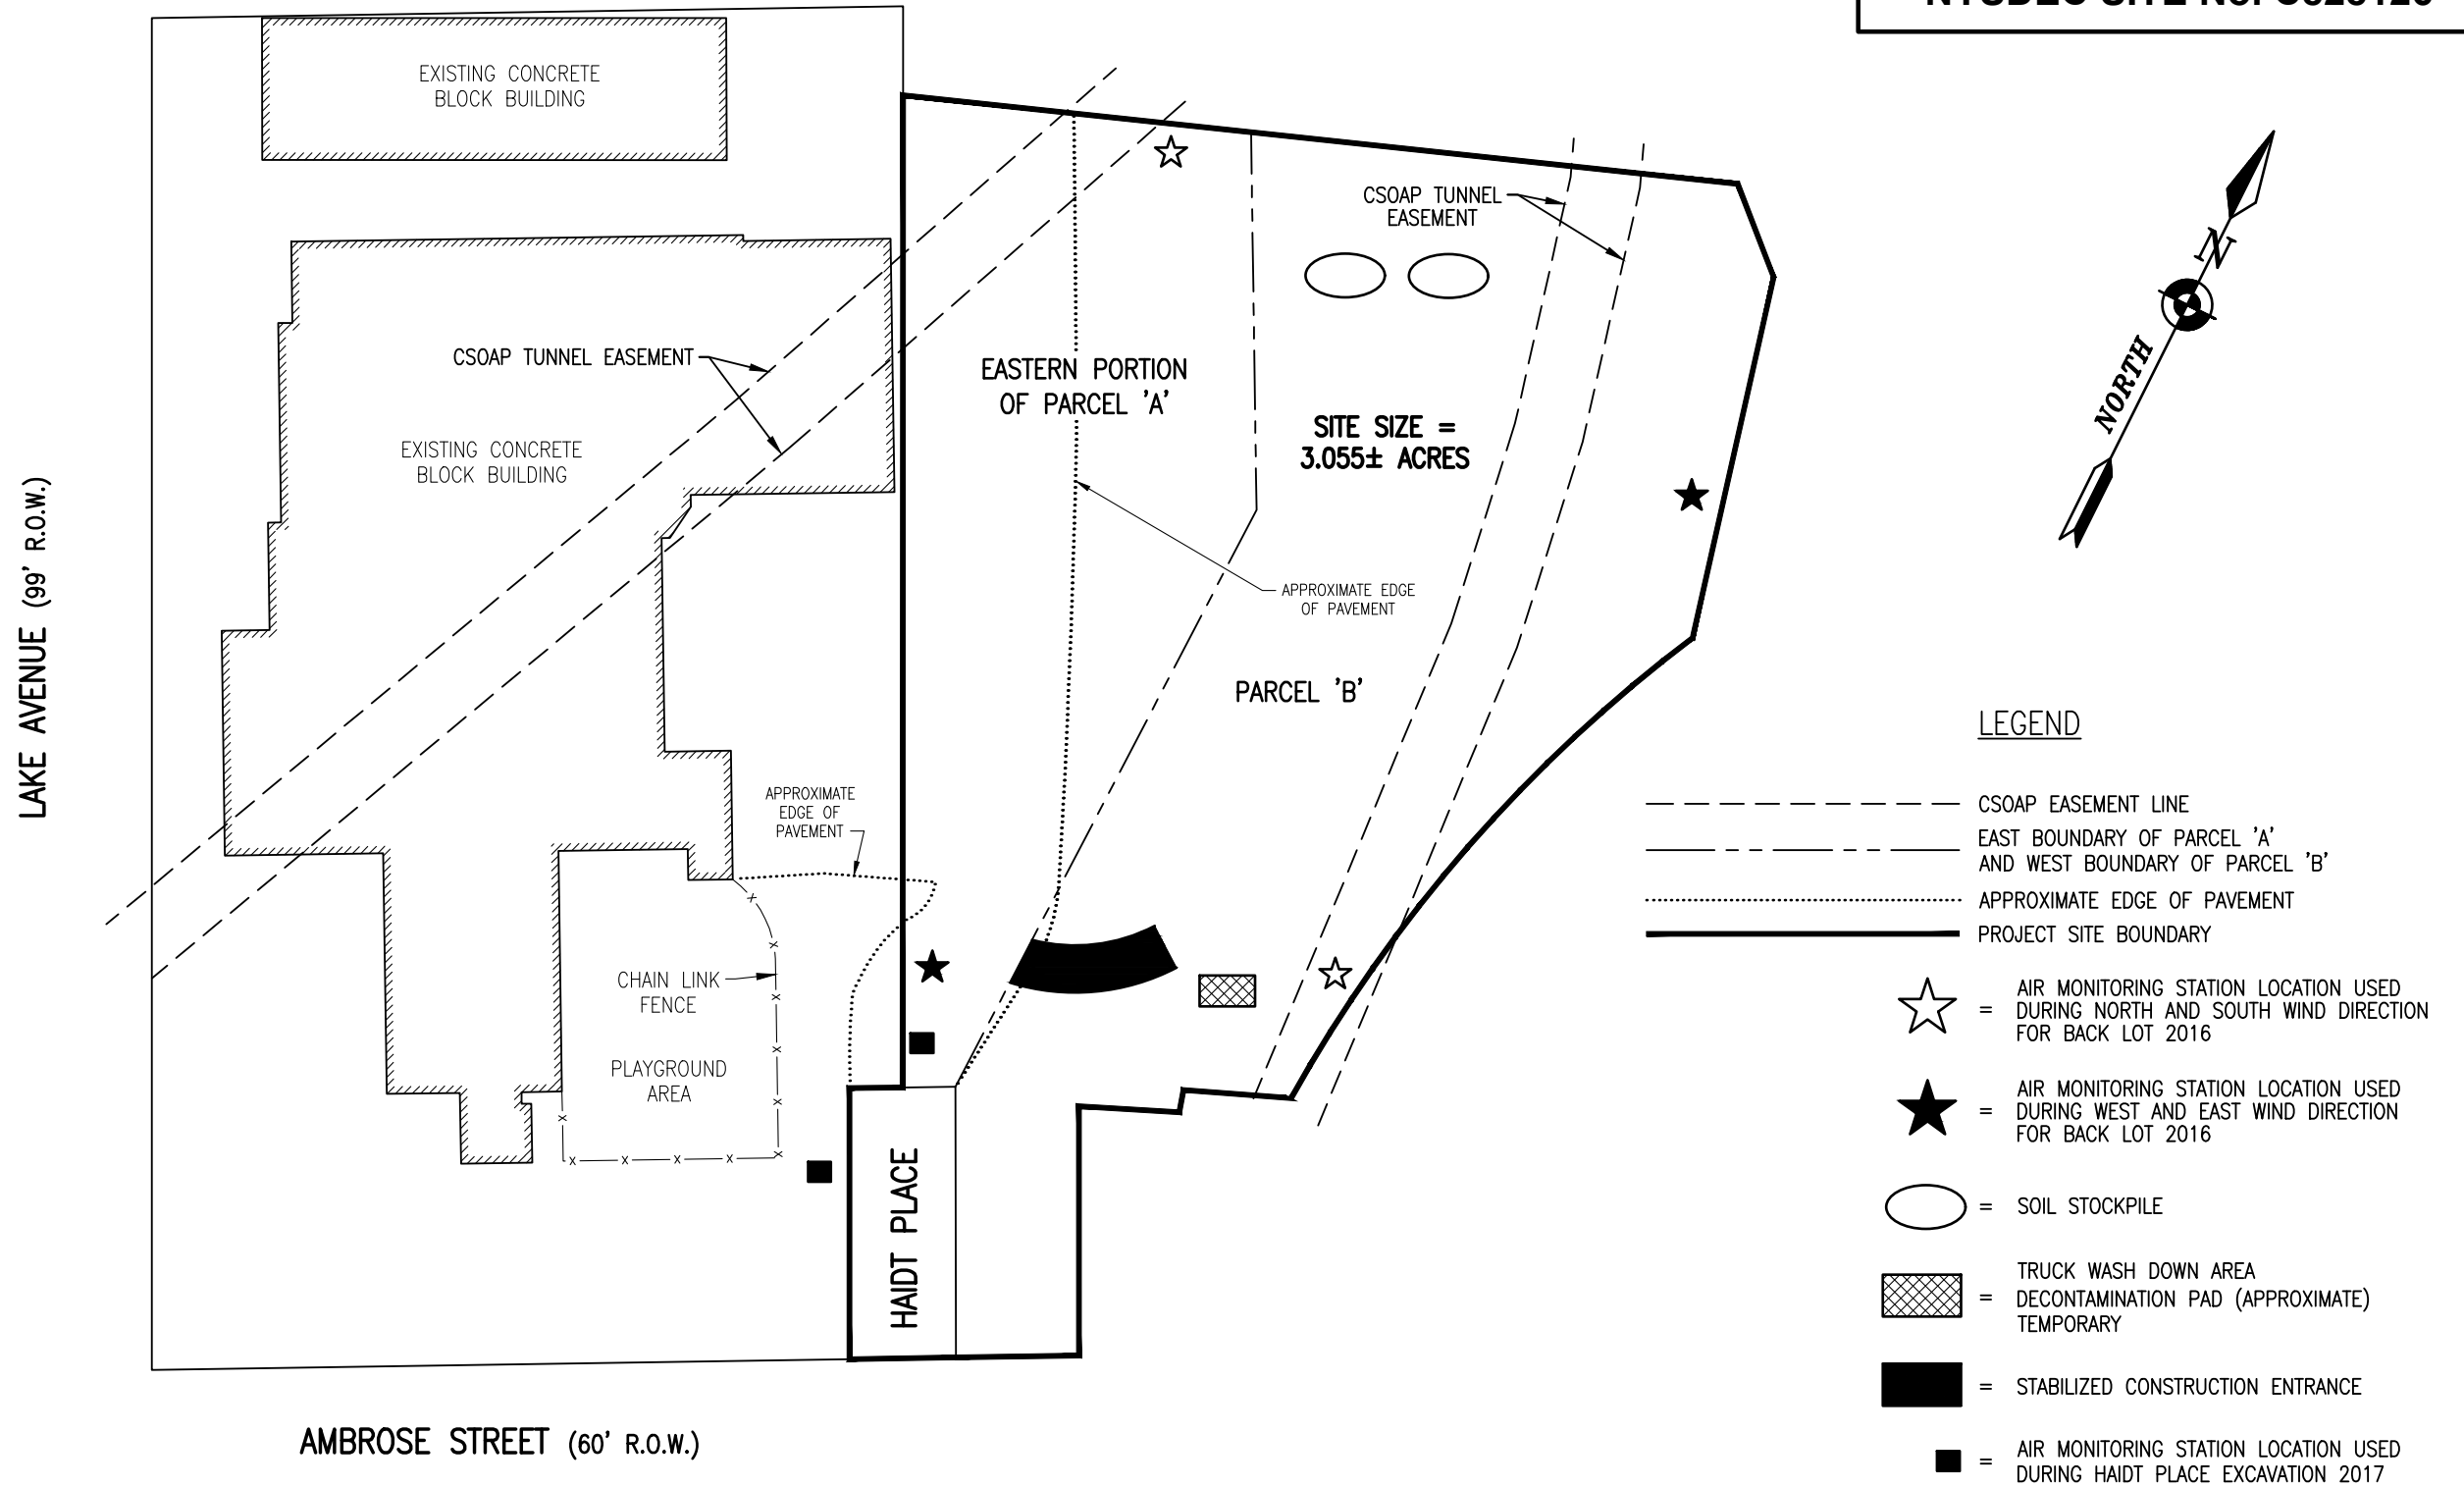 EXISTING CONCRETE
BLOCK BUILDING
CSOAP TUNNEL
EASEMENT
N
NORTH
CSOAP TUNNEL EASEMENT
EASTERN PORTION
OF PARCEL 'A'
SITE SIZE =
3.055± ACRES
EXISTING CONCRETE
BLOCK BUILDING
LAKE AVENUE (99' R.O.W.)
APPROXIMATE EDGE
OF PAVEMENT
PARCEL 'B'
APPROXIMATE
EDGE OF
PAVEMENT
CHAIN LINK
FENCE
PLAYGROUND
AREA
HAIDT PLACE
AMBROSE STREET (60' R.O.W.)
LEGEND
CSOAP EASEMENT LINE
EAST BOUNDARY OF PARCEL 'A'
AND WEST BOUNDARY OF PARCEL 'B'
APPROXIMATE EDGE OF PAVEMENT
PROJECT SITE BOUNDARY
= AIR MONITORING STATION LOCATION USED
DURING NORTH AND SOUTH WIND DIRECTION
FOR BACK LOT 2016
= AIR MONITORING STATION LOCATION USED
DURING WEST AND EAST WIND DIRECTION
FOR BACK LOT 2016
= SOIL STOCKPILE
= TRUCK WASH DOWN AREA
DECONTAMINATION PAD (APPROXIMATE)
TEMPORARY
= STABILIZED CONSTRUCTION ENTRANCE
= AIR MONITORING STATION LOCATION USED
DURING HAIDT PLACE EXCAVATION 2017